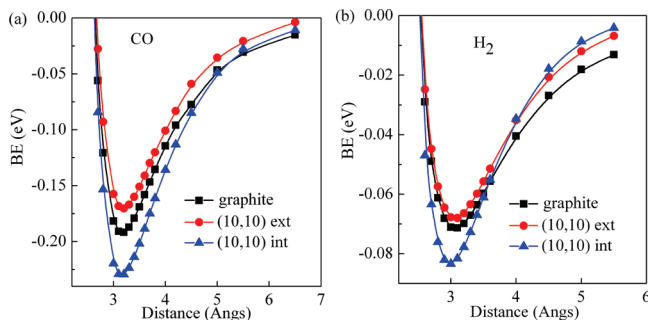 (a)
CO
0.00
-0.05
-0.10
-0.15
-0.20
BE (eV)
graphite
(10,10) ext
(10,10) int
3 4 5 6 7
Distance (Angs)
(b)
H2
0.00
-0.02
-0.04
-0.06
-0.08
BE (eV)
graphite
(10,10) ext
(10,10) int
2 3 4 5 6
Distance (Angs)